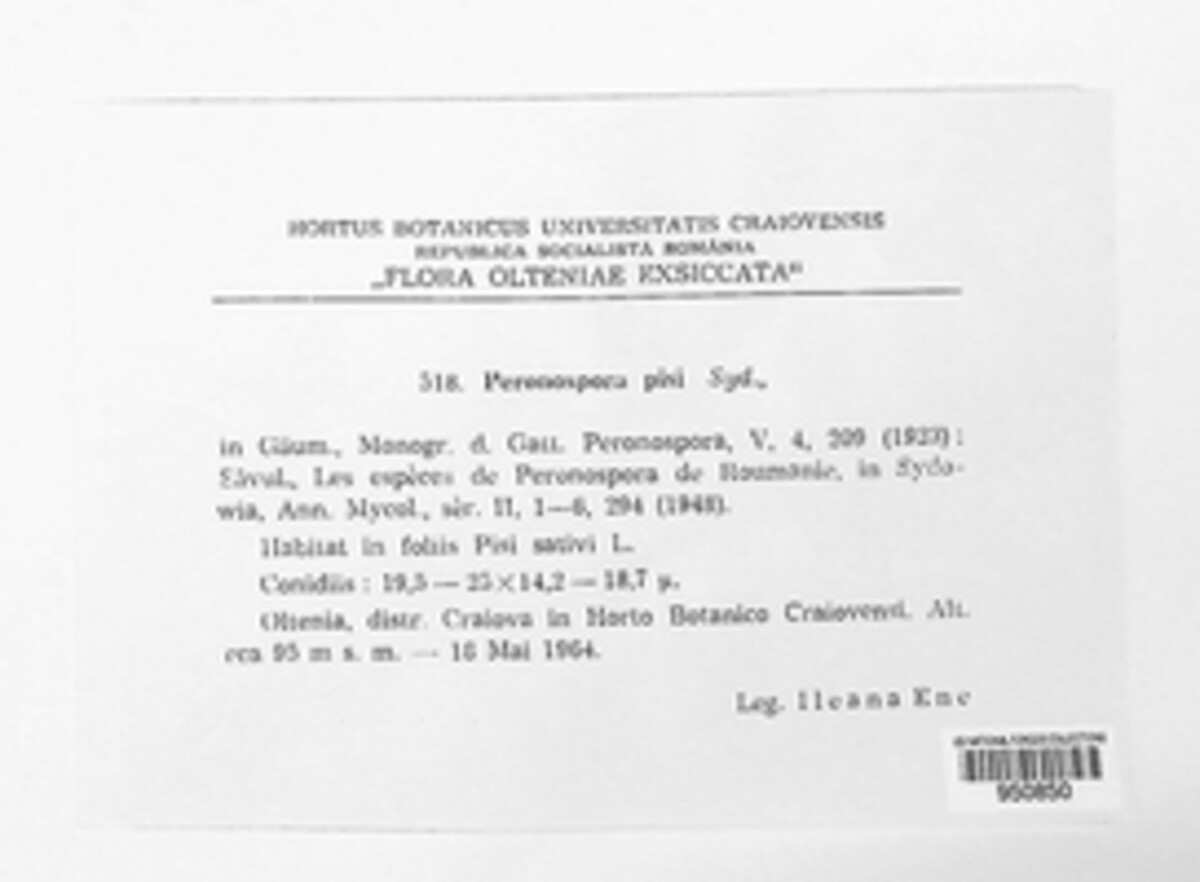 HORTUS BOTANICUS UNIVERSITATIS CRAIOVENSIS
REPUBLICA SOCIALISTA ROMÂNIA
„FLORA OLTENIAE EXSICCATA"
518. Peronospora pisi Syd.,
in Gäum., Monogr. d. Gatt. Peronospora, V. 4, 209 (1923);
Săvul., Les espèces de Peronospora de Roumanie, in Sydo-
wia, Ann. Mycol., sèr. II, 1—6, 294 (1948).
Habitat in foliis Pisi sativi L.
Conidiis : 19,5 — 25×14,2 — 18,7 μ.
Oltenia, distr. Craiova in Horto Botanico Craiovensi. Alt.
cca 95 m s. m. — 16 Mai 1964.
Leg. Ileana Ene
950850